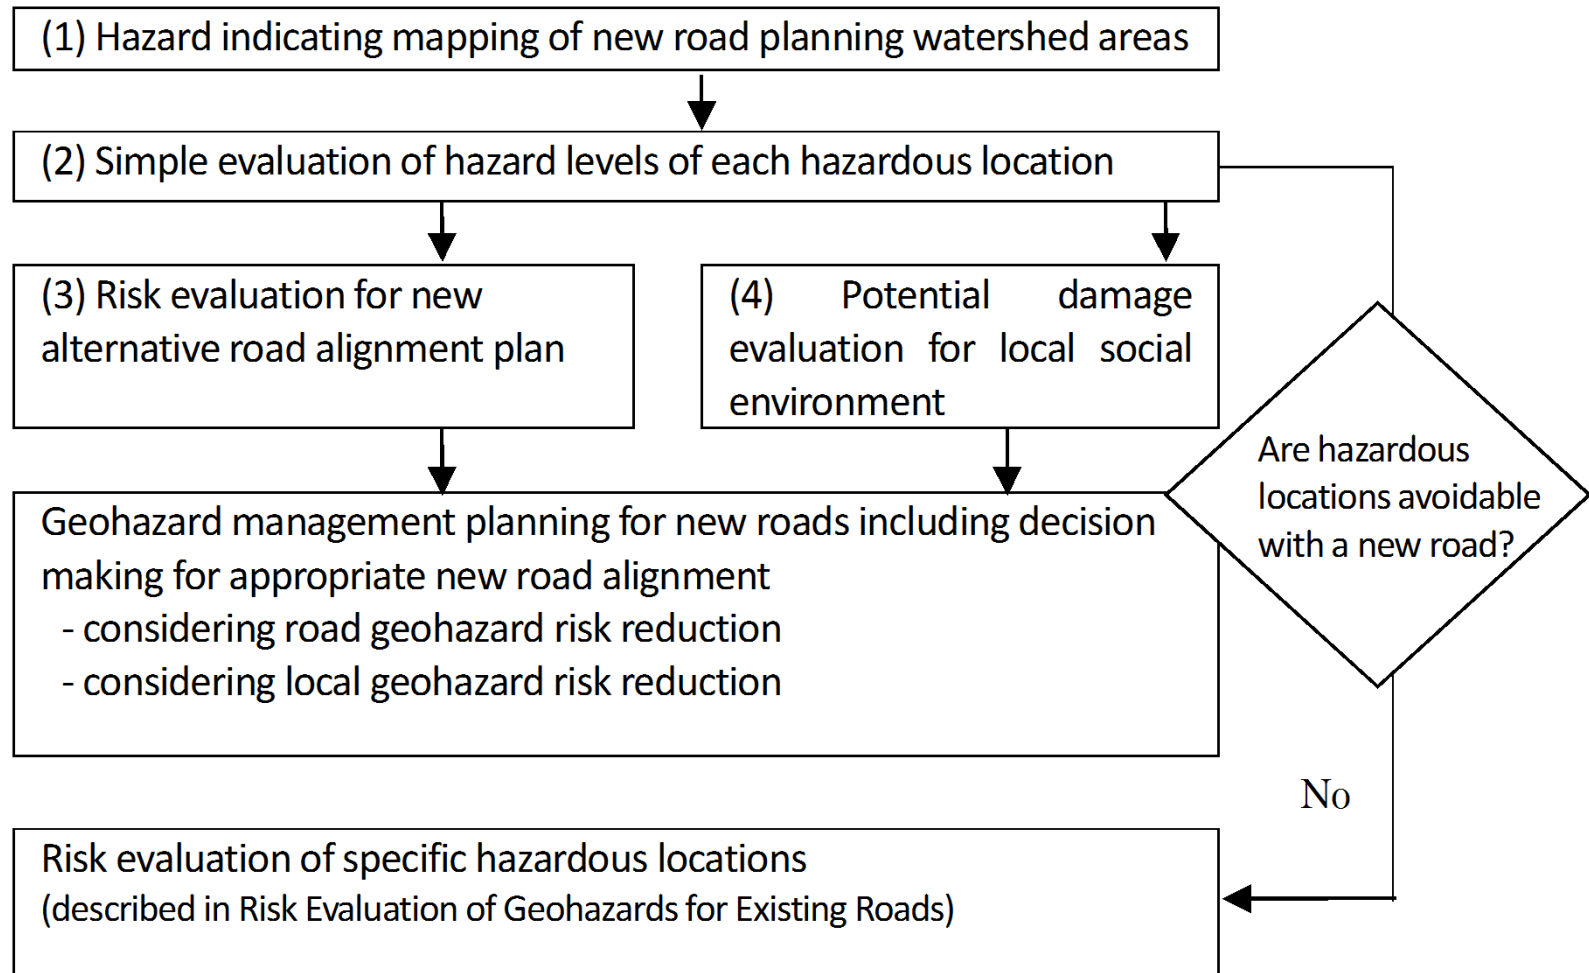 (1) Hazard indicating mapping of new road planning watershed areas
(2) Simple evaluation of hazard levels of each hazardous location
(3) Risk evaluation for new
alternative road alignment plan
(4) Potential damage
evaluation for local social
environment
Are hazardous
locations avoidable
with a new road?
Geohazard management planning for new roads including decision
making for appropriate new road alignment
- considering road geohazard risk reduction
- considering local geohazard risk reduction
No
Risk evaluation of specific hazardous locations
(described in Risk Evaluation of Geohazards for Existing Roads)